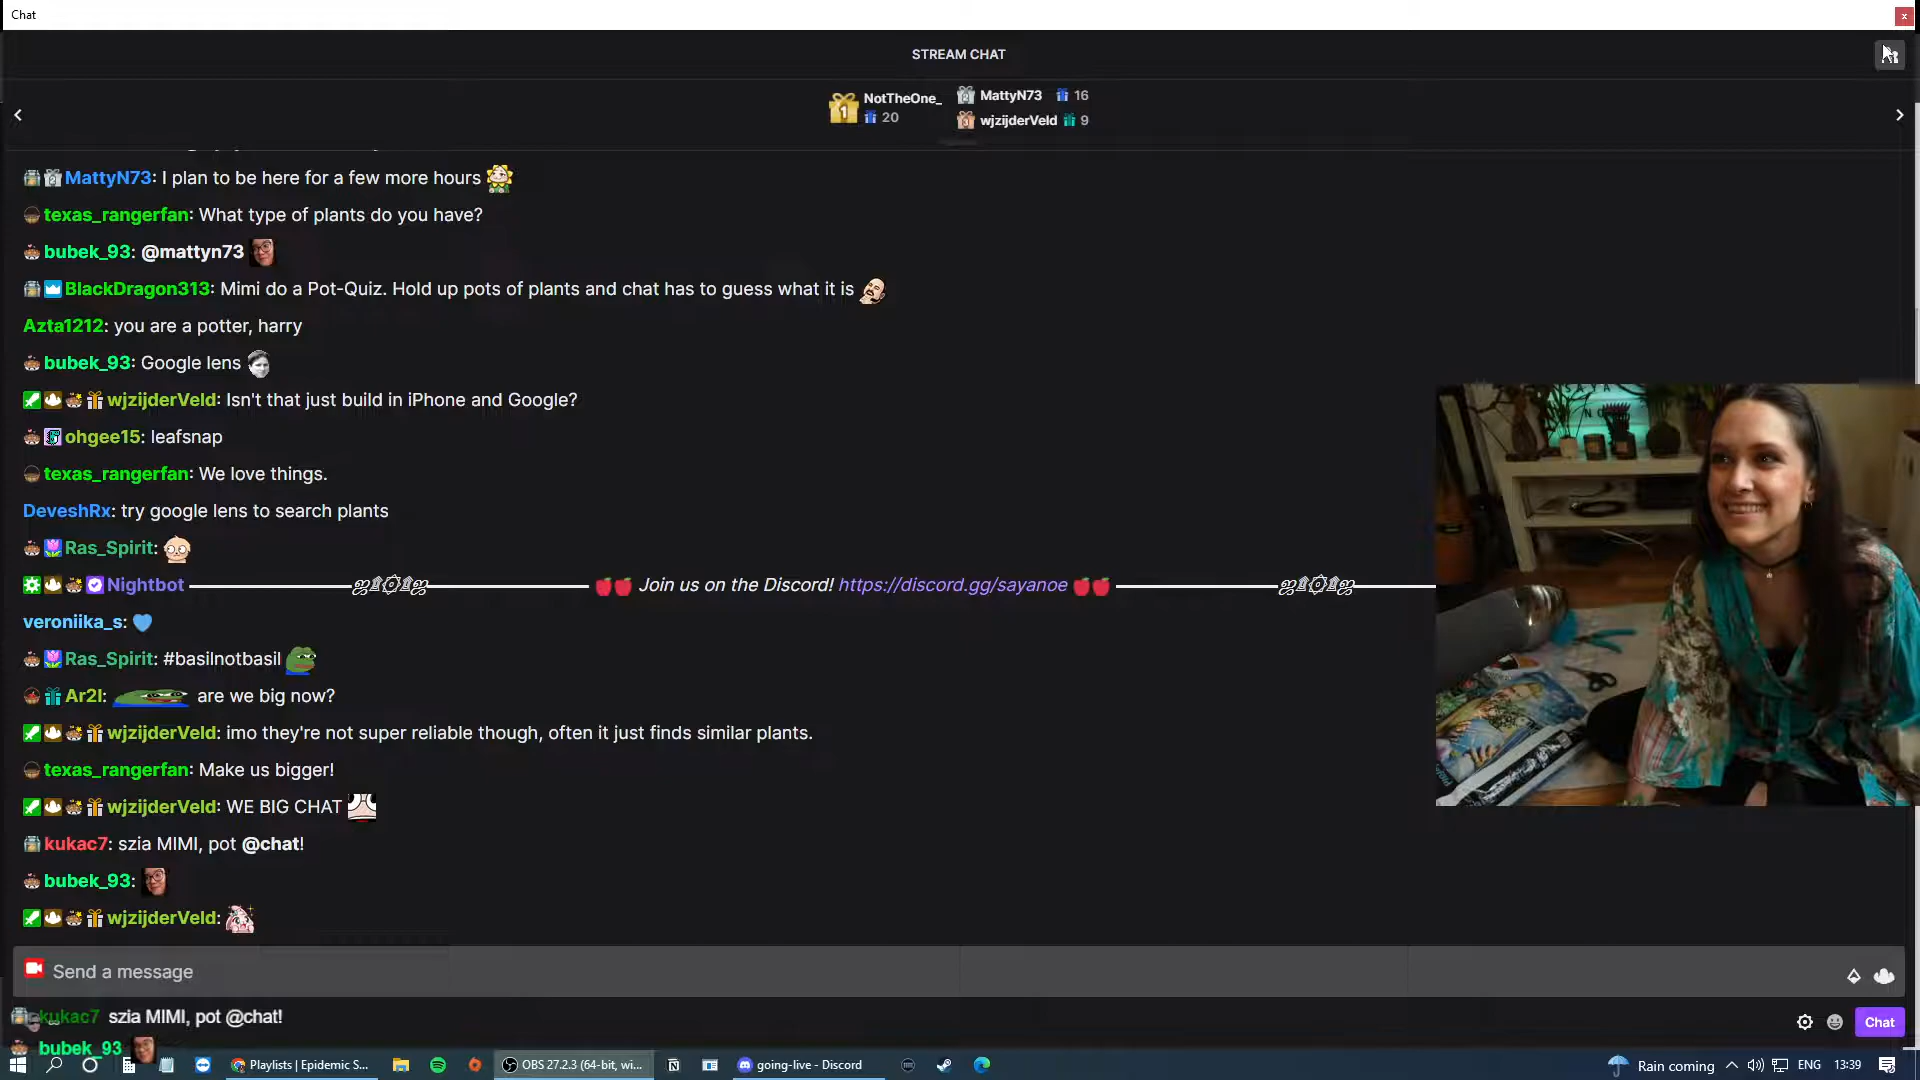 Chat
STREAM CHAT
NotTheOne_
20
MattyN73 16
wjzijderVeld 9
MattyN73: I plan to be here for a few more hours
texas_rangerfan: What type of plants do you have?
bubek_93: @mattyn73
BlackDragon313: Mimi do a Pot-Quiz. Hold up pots of plants and chat has to guess what it is
Azta1212: you are a potter, harry
bubek_93: Google lens
wjzijderVeld: Isn't that just build in iPhone and Google?
ohgee15: leafsnap
texas_rangerfan: We love things.
DeveshRx: try google lens to search plants
Ras_Spirit:
Nightbot Join us on the Discord! https://discord.gg/sayanoe
veroniika_s:
Ras_Spirit: #basilnotbasil
Ar2l: are we big now?
wjzijderVeld: imo they're not super reliable though, often it just finds similar plants.
texas_rangerfan: Make us bigger!
wjzijderVeld: WE BIG CHAT
kukac7: szia MIMI, pot @chat!
bubek_93:
wjzijderVeld:
Send a message
kukac7 szia MIMI, pot @chat!
Chat
bubek_93
Playlists | Epidemic S... OBS 27.2.3 (64-bit, wi... going-live - Discord Rain coming ENG 13:39